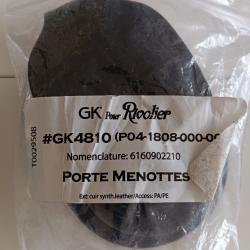 GK Pour Rivolier
#GK4810 (P04-1808-000-00
Nomenclature: 6160902210
PORTE MENOTTES
Ext: cuir synth.leather/Access: PA/PE
T0029508